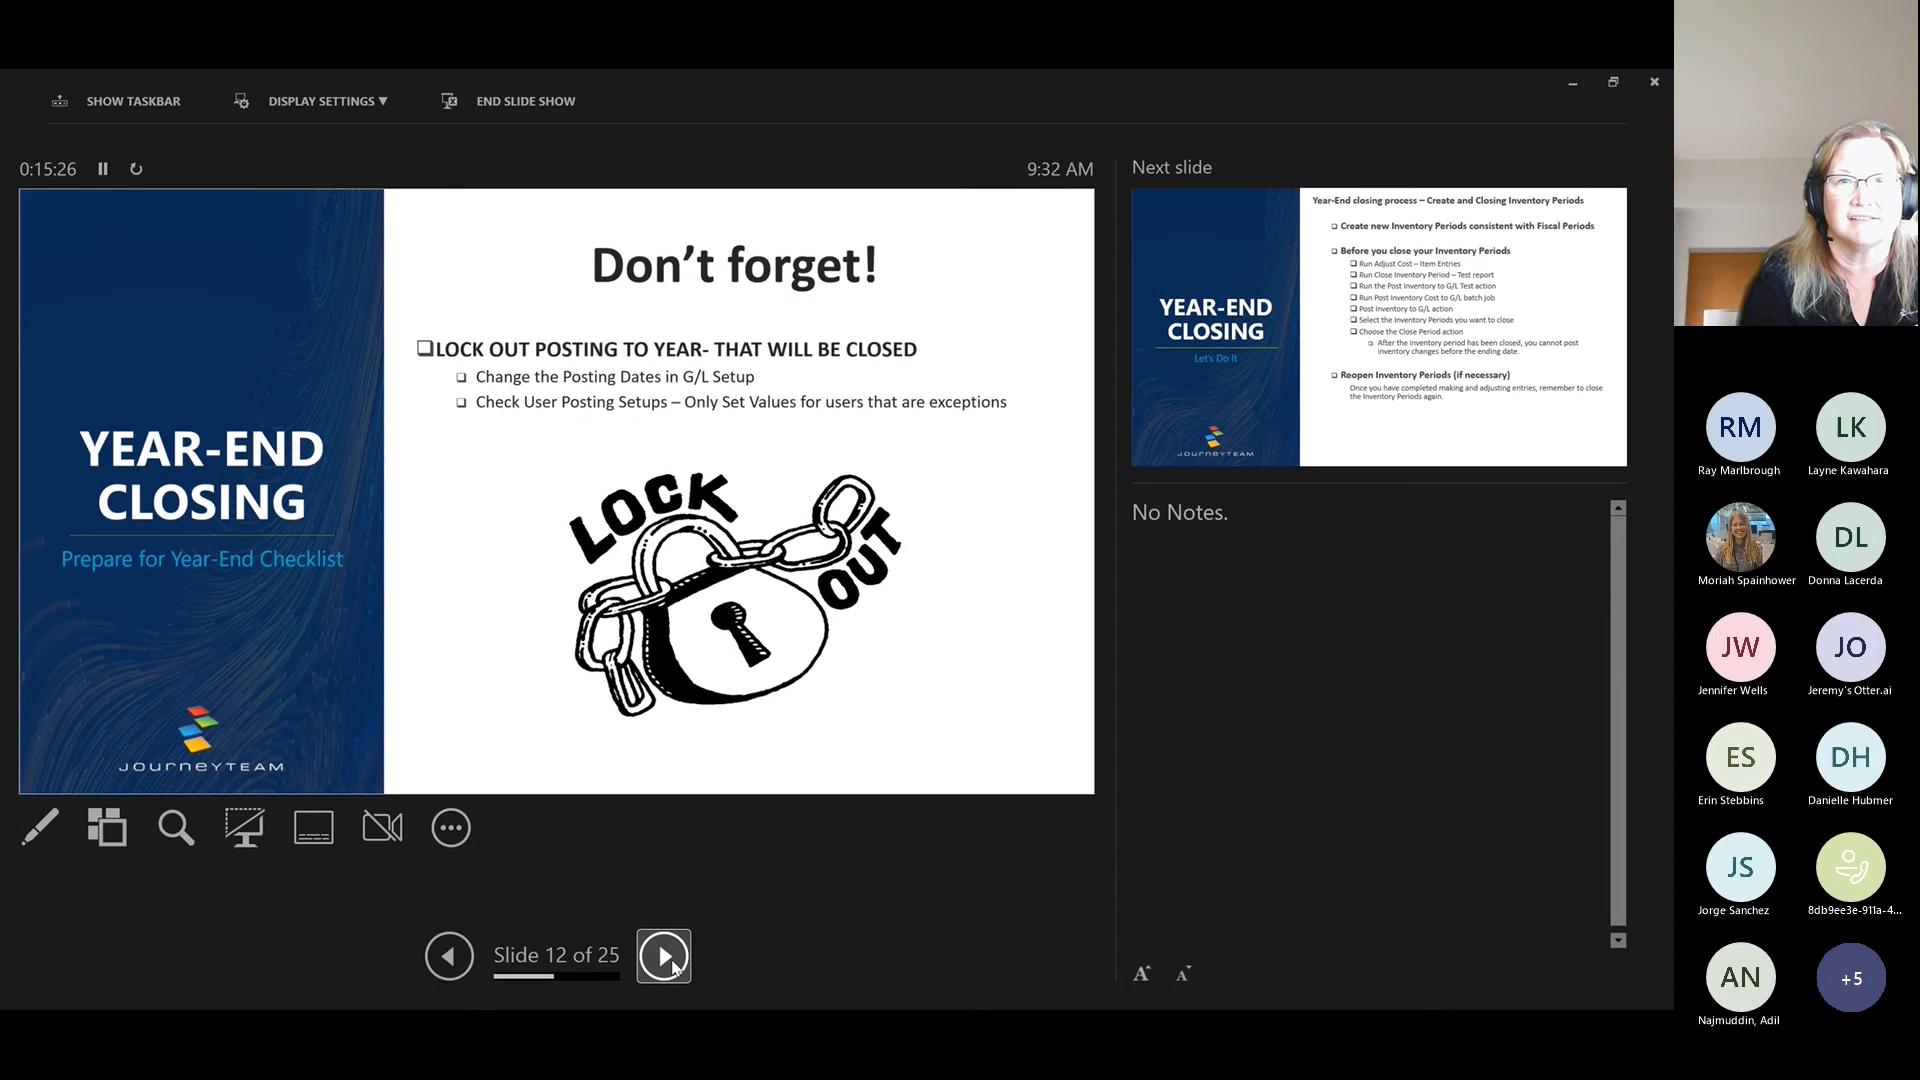 SHOW TASKBAR
DISPLAY SETTINGS ▼
END SLIDE SHOW
0:15:26
9:32 AM
Don't forget!
❑LOCK OUT POSTING TO YEAR- THAT WILL BE CLOSED
❑ Change the Posting Dates in G/L Setup
❑ Check User Posting Setups – Only Set Values for users that are exceptions
LOCK
OUT
YEAR-END
CLOSING
Prepare for Year-End Checklist
JOURNEYTEAM
Slide 12 of 25
Next slide
Year-End closing process – Create and Closing Inventory Periods
❑ Create new Inventory Periods consistent with Fiscal Periods
❑ Before you close your Inventory Periods
❑ Run Adjust Cost – Item Entries
❑ Run Close Inventory Period – Test report
❑ Run the Post Inventory to G/L Test action
❑ Run Post Inventory Cost to G/L batch job
❑ Post Inventory to G/L action
❑ Select the Inventory Periods you want to close
❑ Choose the Close Period action
After the inventory period has been closed, you cannot post
inventory changes before the ending date.
❑ Reopen Inventory Periods (if necessary)
Once you have completed making and adjusting entries, remember to close
the Inventory Periods again.
YEAR-END
CLOSING
Let's Do It
JOURNEYTEAM
No Notes.
A
A
RM
LK
Ray Marlbrough
Layne Kawahara
DL
Moriah Spainhower
Donna Lacerda
JW
JO
Jennifer Wells
Jeremy's Otter.ai
ES
DH
Erin Stebbins
Danielle Hubmer
JS
Jorge Sanchez
8db9ee3e-911a-4...
AN
+5
Najmuddin, Adil